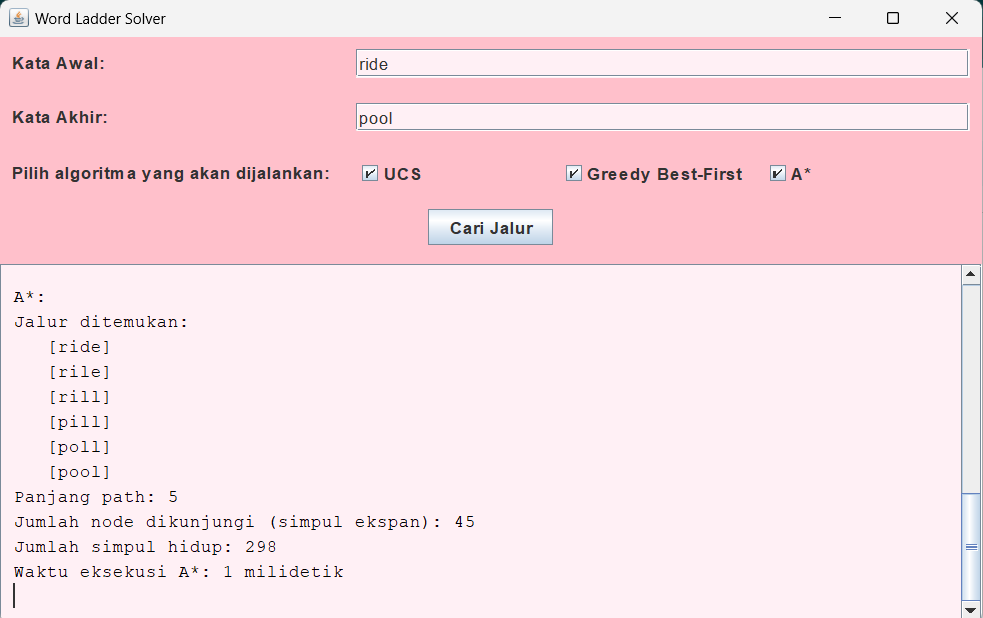 Word Ladder Solver
Kata Awal: ride
Kata Akhir: pool
Pilih algoritma yang akan dijalankan: UCS Greedy Best-First A*
Cari Jalur
A*:
Jalur ditemukan:
[ride]
[rile]
[rill]
[pill]
[poll]
[pool]
Panjang path: 5
Jumlah node dikunjungi (simpul ekspan): 45
Jumlah simpul hidup: 298
Waktu eksekusi A*: 1 milidetik